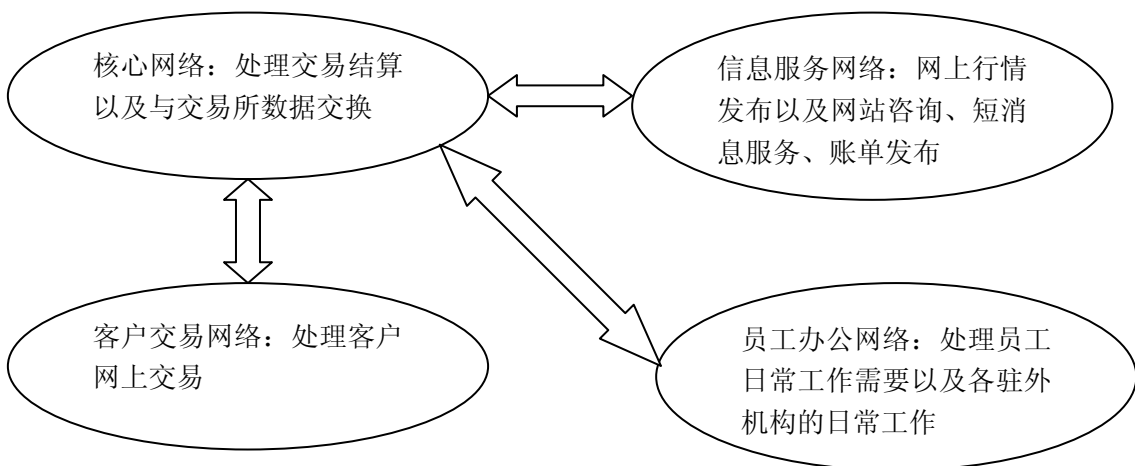 核心网络：处理交易结算
以及与交易所数据交换
信息服务网络：网上行情
发布以及网站咨询、短消
息服务、账单发布
客户交易网络：处理客户
网上交易
员工办公网络：处理员工
日常工作需要以及各驻外
机构的日常工作